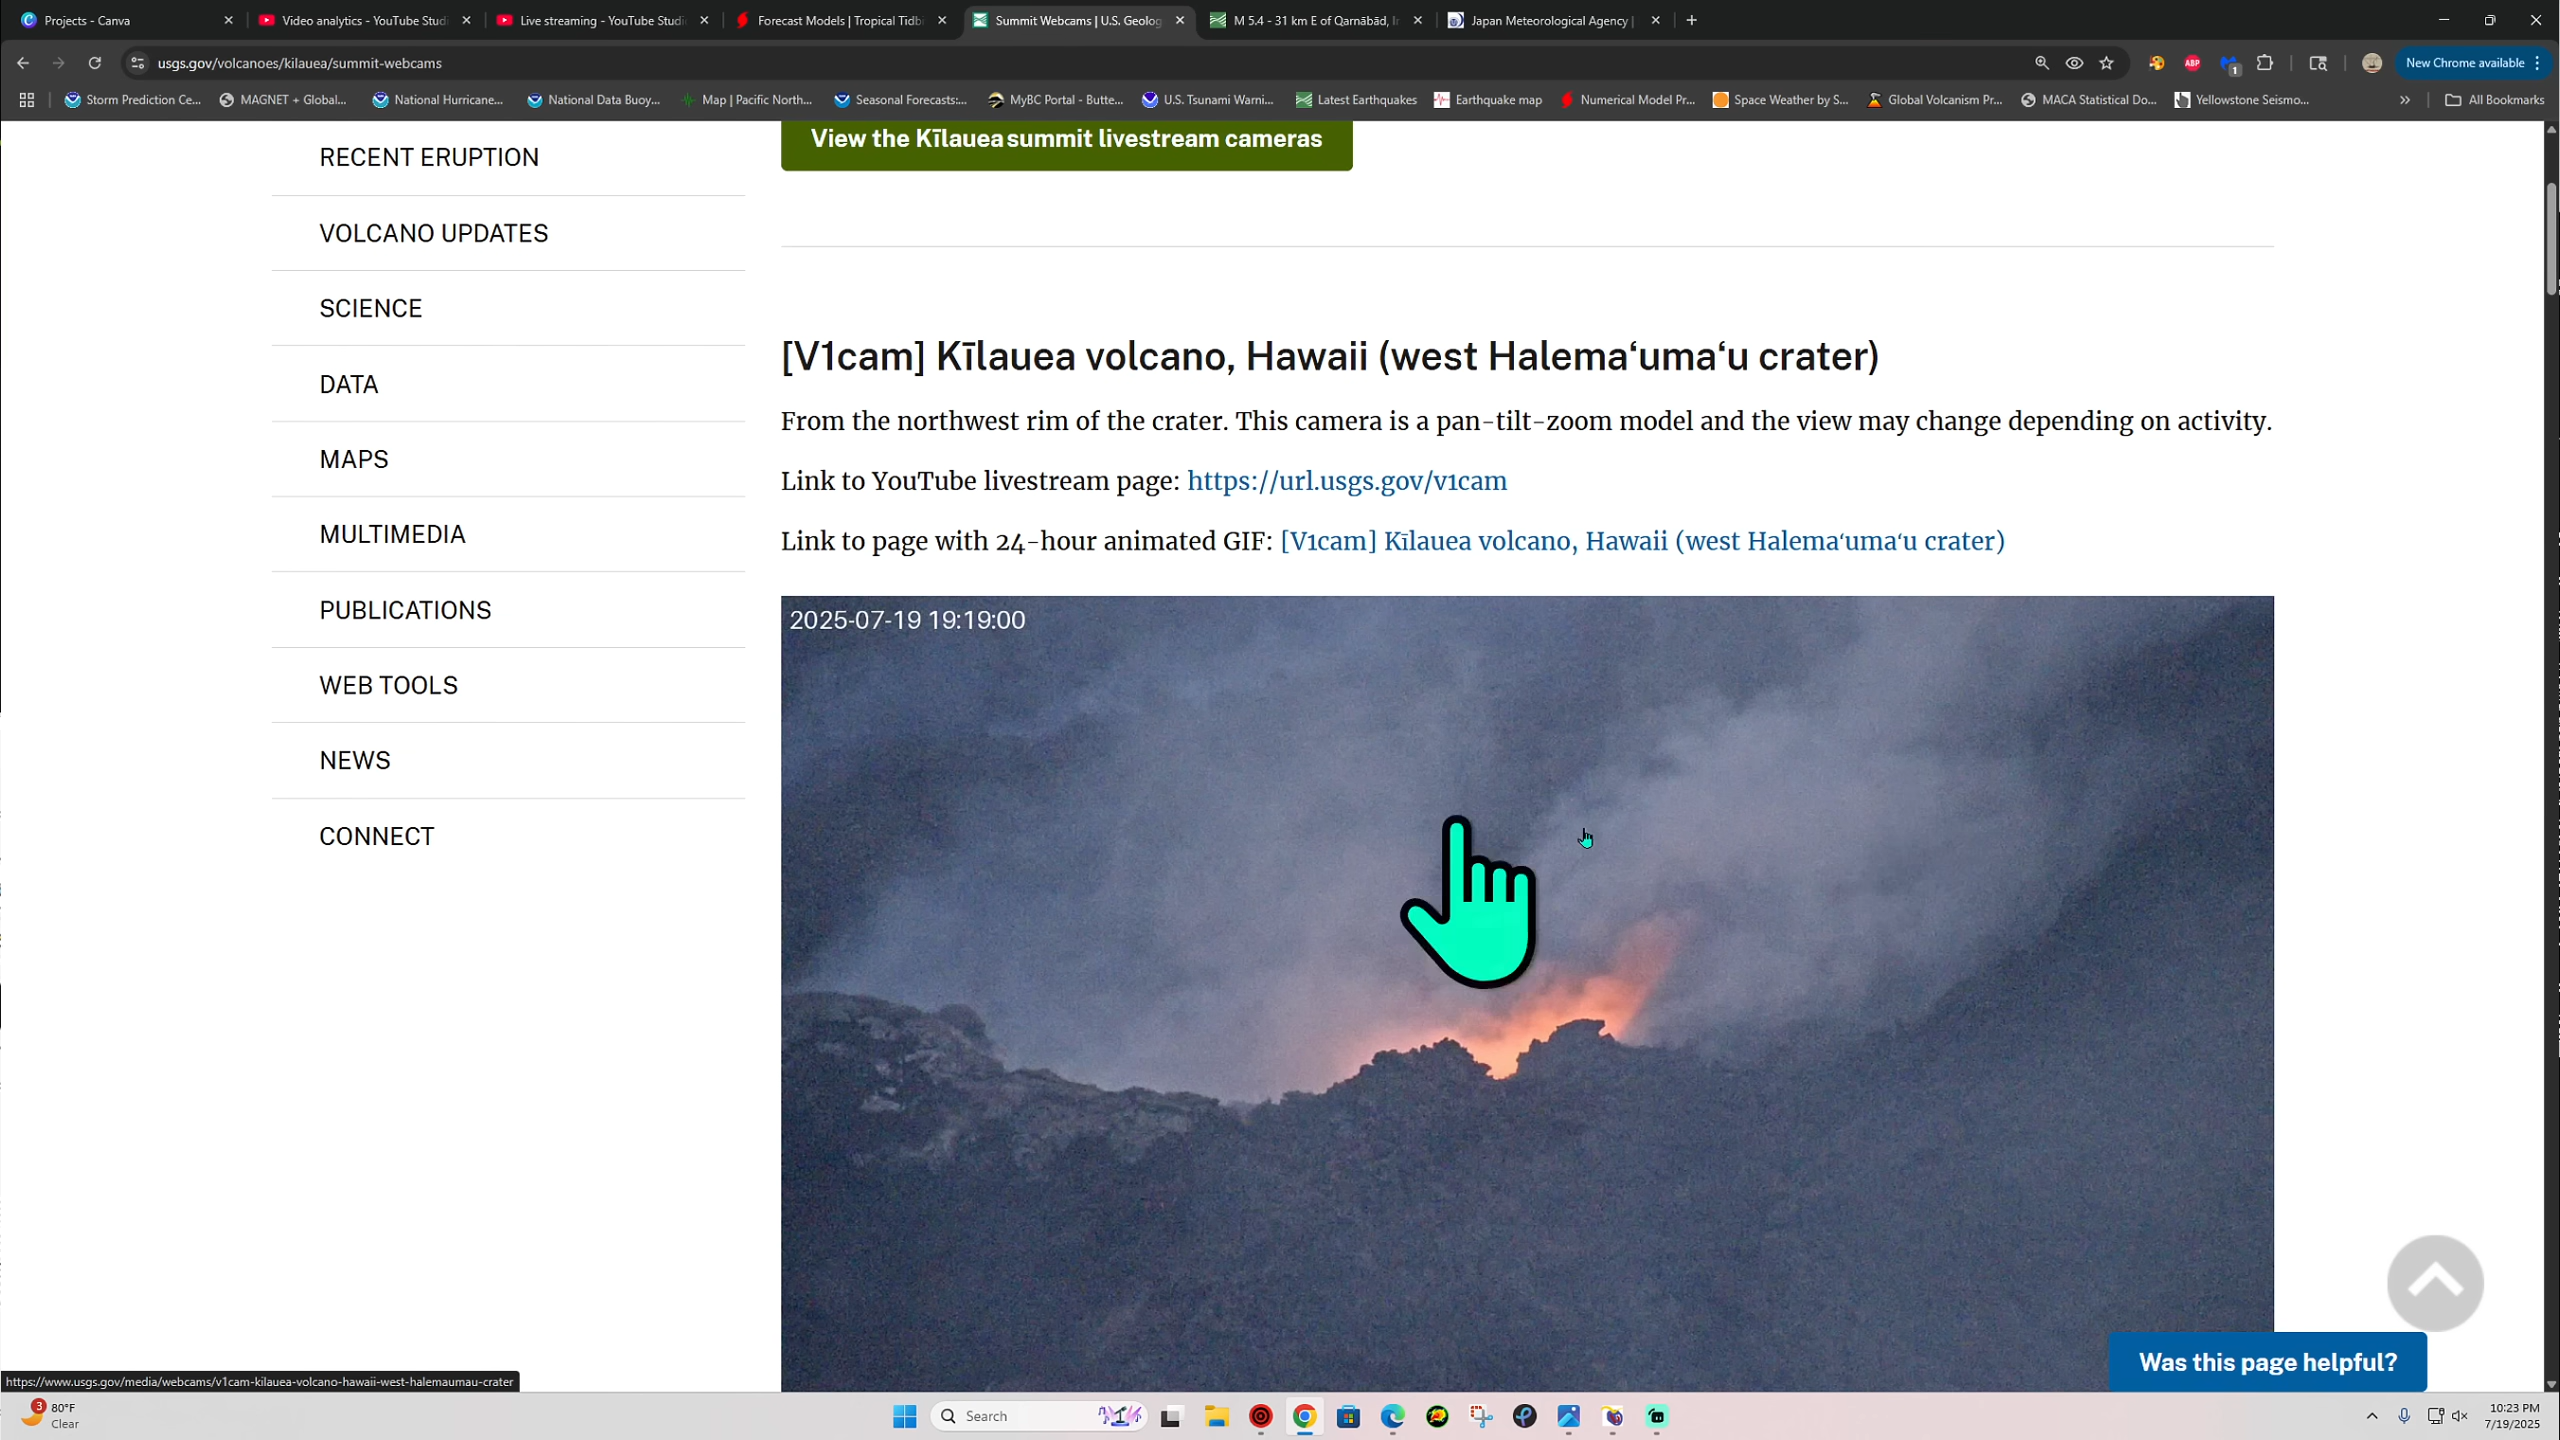 Projects - Canva
Video analytics - YouTube Studi
Live streaming - YouTube Studi
Forecast Models | Tropical Tidb
Summit Webcams | U.S. Geolog
M 5.4 - 31 km E of Qarnābād, Ir
Japan Meteorological Agency |
usgs.gov/volcanoes/kilauea/summit-webcams
ABP
1
New Chrome available
Storm Prediction Ce...
MAGNET + Global...
National Hurricane...
National Data Buoy...
Map | Pacific North...
Seasonal Forecasts:...
MyBC Portal - Butte...
U.S. Tsunami Warni...
Latest Earthquakes
Earthquake map
Numerical Model Pr...
Space Weather by S...
Global Volcanism Pr...
MACA Statistical Do...
Yellowstone Seismo...
All Bookmarks
RECENT ERUPTION
VOLCANO UPDATES
SCIENCE
DATA
MAPS
MULTIMEDIA
PUBLICATIONS
WEB TOOLS
NEWS
CONNECT
View the Kīlauea summit livestream cameras
[V1cam] Kīlauea volcano, Hawaii (west Halemaʻumaʻu crater)
From the northwest rim of the crater. This camera is a pan-tilt-zoom model and the view may change depending on activity.
Link to YouTube livestream page: https://url.usgs.gov/v1cam
Link to page with 24-hour animated GIF: [V1cam] Kīlauea volcano, Hawaii (west Halemaʻumaʻu crater)
2025-07-19 19:19:00
Was this page helpful?
https://www.usgs.gov/media/webcams/v1cam-kilauea-volcano-hawaii-west-halemaumau-crater
3
80°F
Clear
Search
10:23 PM
7/19/2025